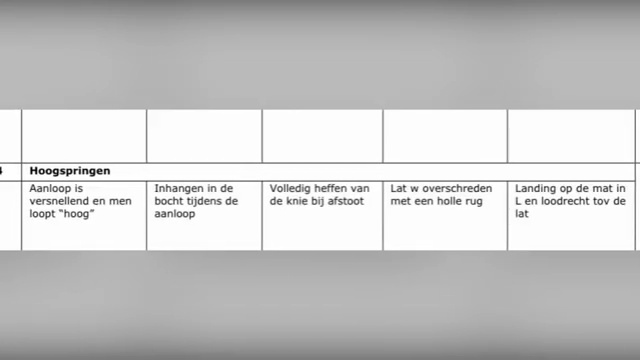 4 Hoogspringen
Aanloop is
versnellend en men
loopt “hoog”
Inhangen in de
bocht tijdens de
aanloop
Volledig heffen van
de knie bij afstoot
Lat w overschreden
met een holle rug
Landing op de mat in
L en loodrecht tov de
lat